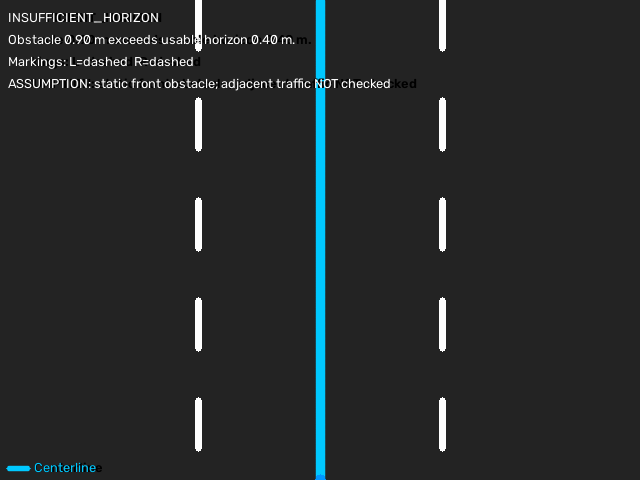 INSUFFICIENT_HORIZON
Obstacle 0.90 m exceeds usable horizon 0.40 m.
Markings: L=dashed R=dashed
ASSUMPTION: static front obstacle; adjacent traffic NOT checked
Centerline